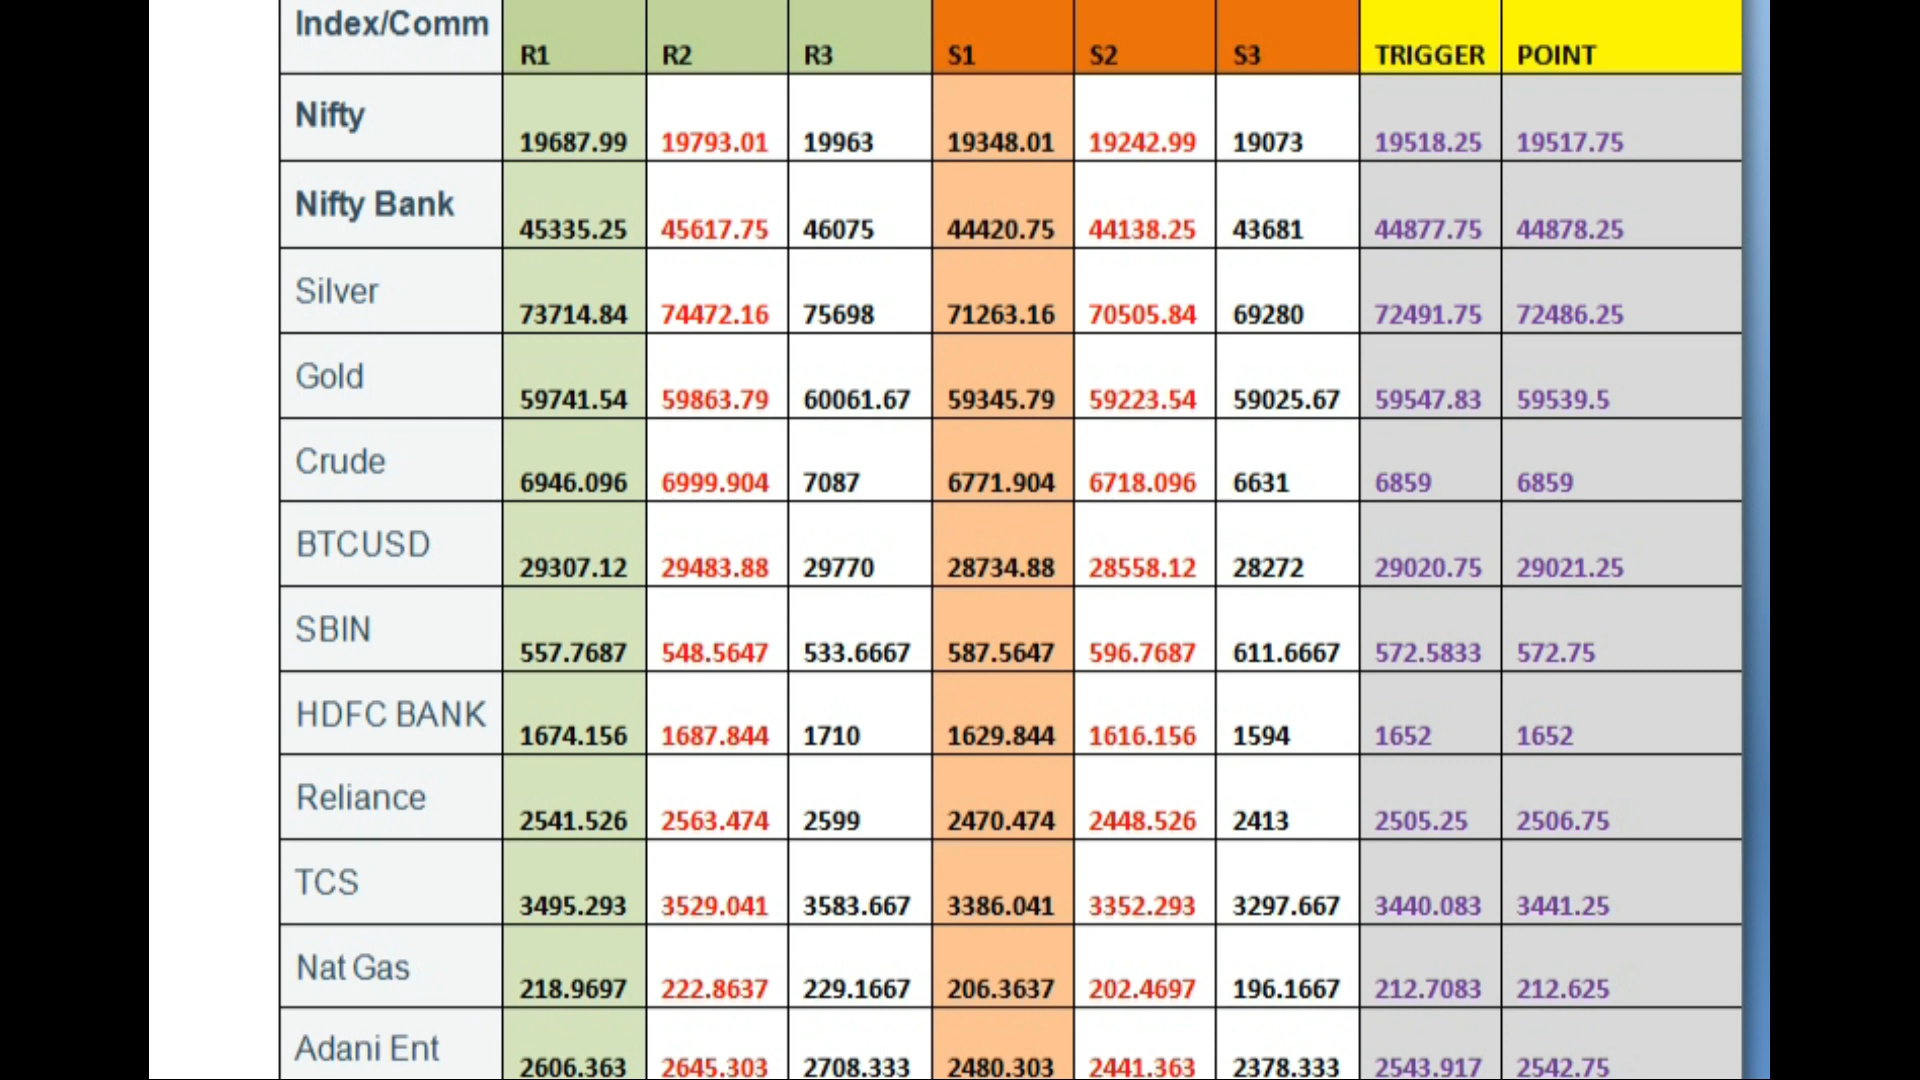 Index/Comm R1 R2 R3 S1 S2 S3 TRIGGER POINT
Nifty 19687.99 19793.01 19963 19348.01 19242.99 19073 19518.25 19517.75
Nifty Bank 45335.25 45617.75 46075 44420.75 44138.25 43681 44877.75 44878.25
Silver 73714.84 74472.16 75698 71263.16 70505.84 69280 72491.75 72486.25
Gold 59741.54 59863.79 60061.67 59345.79 59223.54 59025.67 59547.83 59539.5
Crude 6946.096 6999.904 7087 6771.904 6718.096 6631 6859 6859
BTCUSD 29307.12 29483.88 29770 28734.88 28558.12 28272 29020.75 29021.25
SBIN 557.7687 548.5647 533.6667 587.5647 596.7687 611.6667 572.5833 572.75
HDFC BANK 1674.156 1687.844 1710 1629.844 1616.156 1594 1652 1652
Reliance 2541.526 2563.474 2599 2470.474 2448.526 2413 2505.25 2506.75
TCS 3495.293 3529.041 3583.667 3386.041 3352.293 3297.667 3440.083 3441.25
Nat Gas 218.9697 222.8637 229.1667 206.3637 202.4697 196.1667 212.7083 212.625
Adani Ent 2606.363 2645.303 2708.333 2480.303 2441.363 2378.333 2543.917 2542.75